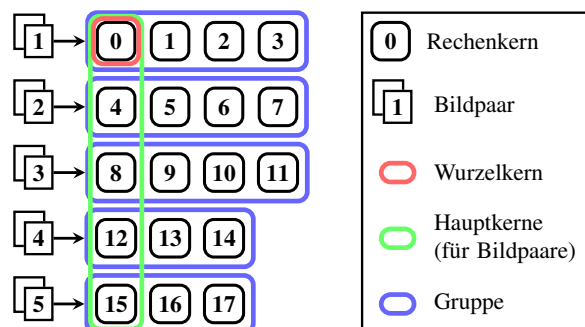 1 0 1 2 3
2 4 5 6 7
3 8 9 10 11
4 12 13 14
5 15 16 17
0 Rechenkern
1 Bildpaar
Wurzelkern
Hauptkerne
(für Bildpaare)
Gruppe